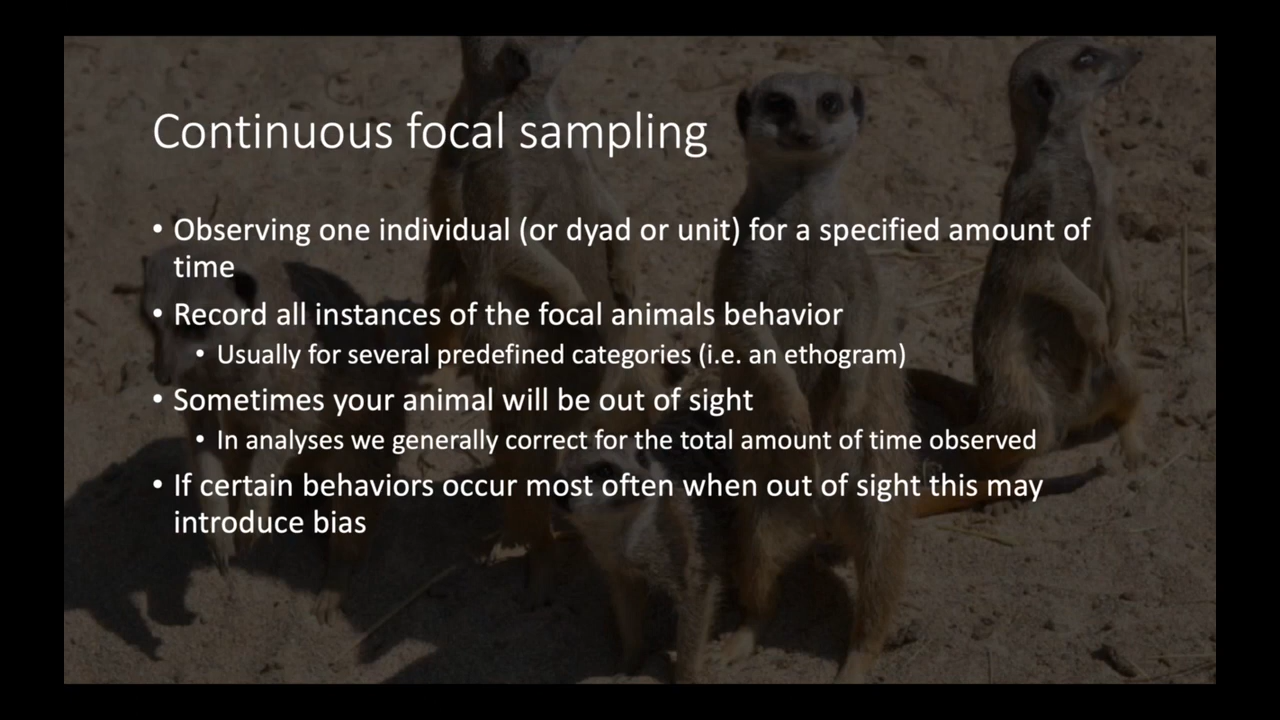 Continuous focal sampling
• Observing one individual (or dyad or unit) for a specified amount of
time
• Record all instances of the focal animals behavior
• Usually for several predefined categories (i.e. an ethogram)
• Sometimes your animal will be out of sight
• In analyses we generally correct for the total amount of time observed
• If certain behaviors occur most often when out of sight this may
introduce bias